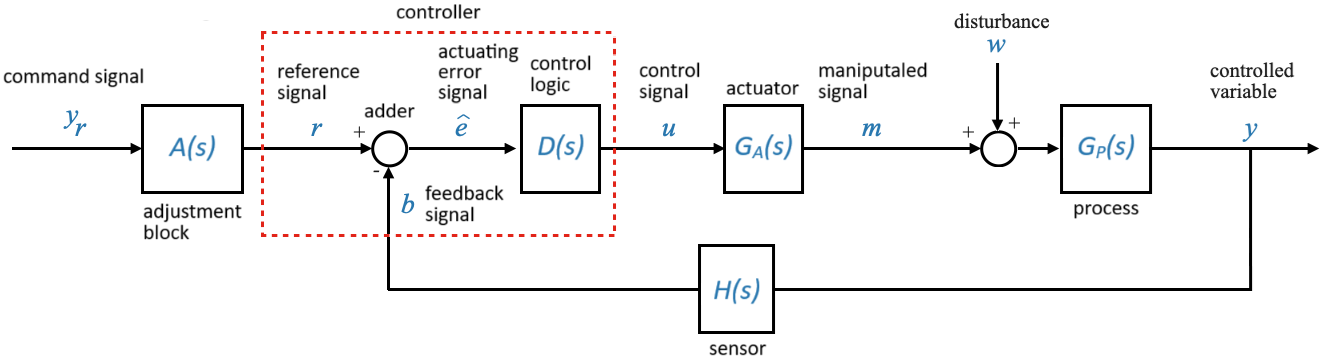 controller
disturbance
w
command signal
y_r
reference
signal
r
actuating
error
signal
ê
control
logic
control
signal
u
actuator
maniputaled
signal
m
controlled
variable
y
adder
+
-
+
+
A(s)
D(s)
G_A(s)
G_P(s)
adjustment
block
b
feedback
signal
process
H(s)
sensor